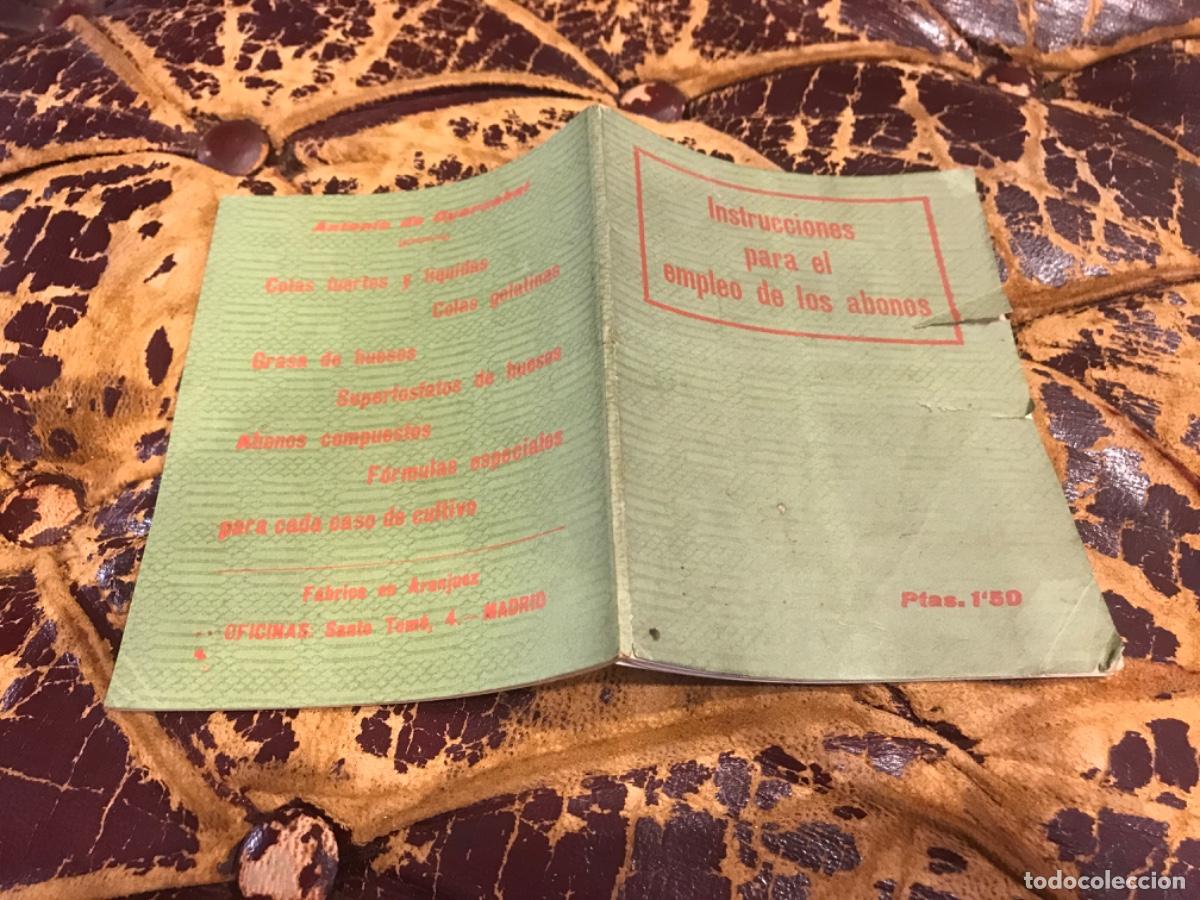 Antonio de
Colas fuertes y líquidas
Colas gelatinas
Grasa de huesos
Superfosfatos de huesos
Abonos compuestos
Fórmulas especiales
para cada caso de cultivo
Fábrica en Aranjuez
OFICINAS: Santo Tomé, 4.—MADRID
Instrucciones
para el
empleo de los abonos
Ptas. 1'50
todocoleccion